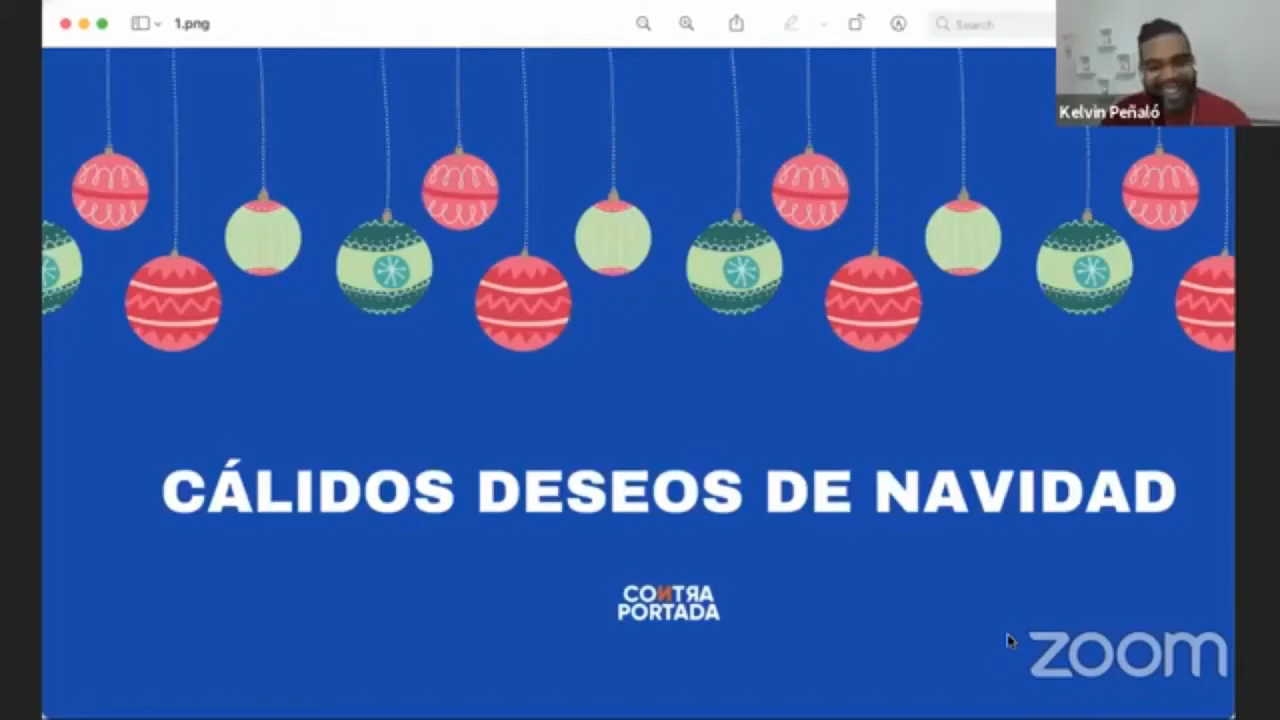 1.png
Search
Kelvin Peñaló
CÁLIDOS DESEOS DE NAVIDAD
CONTRA
PORTADA
zoom